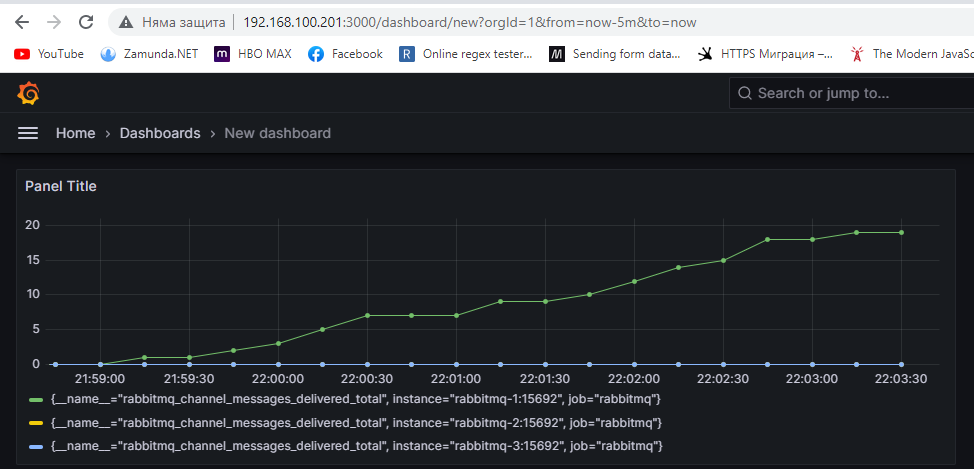 Няма защита 192.168.100.201:3000/dashboard/new?orgId=1&from=now-5m&to=now
YouTube Zamunda.NET HBO MAX Facebook Online regex tester... Sending form data... HTTPS Миграция –... The Modern JavaSc
Search or jump to...
Home › Dashboards › New dashboard
Panel Title
20
15
10
5
0
21:59:00 21:59:30 22:00:00 22:00:30 22:01:00 22:01:30 22:02:00 22:02:30 22:03:00 22:03:30
{__name__="rabbitmq_channel_messages_delivered_total", instance="rabbitmq-1:15692", job="rabbitmq"}
{__name__="rabbitmq_channel_messages_delivered_total", instance="rabbitmq-2:15692", job="rabbitmq"}
{__name__="rabbitmq_channel_messages_delivered_total", instance="rabbitmq-3:15692", job="rabbitmq"}